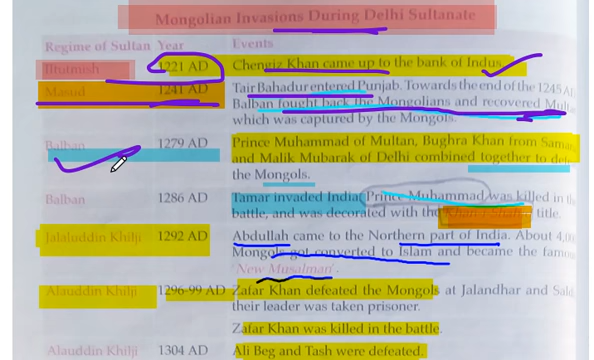 Mongolian Invasions During Delhi Sultanate
Regime of Sultan Year Events
Iltutmish 1221 AD Chengiz Khan came up to the bank of Indus.
Masud 1241 AD Tair Bahadur entered Punjab. Towards the end of the 1245 A
Balban fought back the Mongolians and recovered Mul
which was captured by the Mongols.
Balban 1279 AD Prince Muhammad of Multan, Bughra Khan from Sama
and Malik Mubarak of Delhi combined together to def
the Mongols.
Balban 1286 AD Tamar invaded India. Prince Muhammad was killed in th
battle, and was decorated with the title.
Jalaluddin Khilji 1292 AD Abdullah came to the Northern part of India. About 4,0
Mongols got converted to Islam and became the famou
'New Musalman'.
Alauddin Khilji 1296-99 AD Zafar Khan defeated the Mongols at Jalandhar and
their leader was taken prisoner.
Zafar Khan was killed in the battle.
Alauddin Khilji 1304 AD Ali Beg and Tash were defeated.